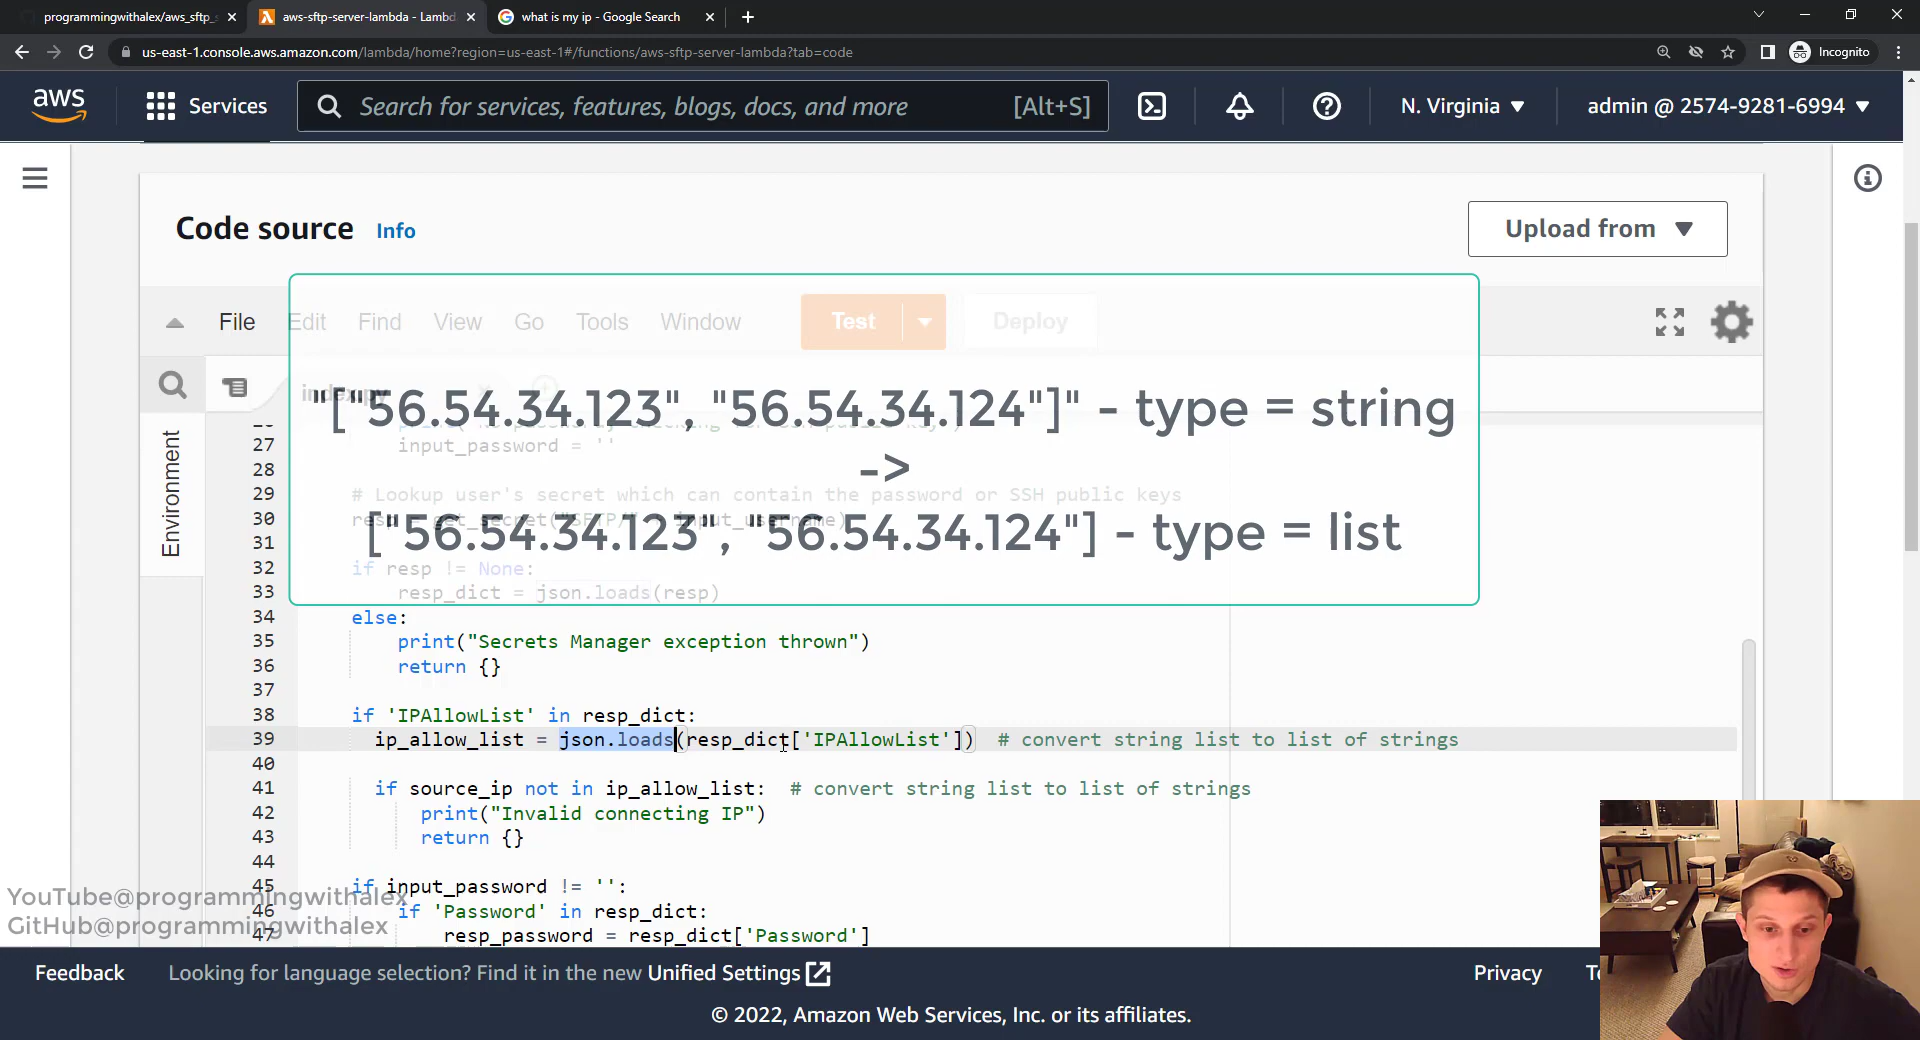 programmingwithalex/aws_sftp_s
aws-sftp-server-lambda - Lambd
what is my ip - Google Search
us-east-1.console.aws.amazon.com/lambda/home?region=us-east-1#/functions/aws-sftp-server-lambda?tab=code
Incognito
aws
Services
Search for services, features, blogs, docs, and more
[Alt+S]
N. Virginia
admin @ 2574-9281-6994
Code source
Info
Upload from
File Edit Find View Go Tools Window
Test
Deploy
index.py
"["56.54.34.123", "56.54.34.124"]" - type = string
->
["56.54.34.123", "56.54.34.124"] - type = list
Environment
27 input_password = ''
28
29 # Lookup user's secret which can contain the password or SSH public keys
30 resp = get_secret("SFTP/" + input_username)
31
32 if resp != None:
33 resp_dict = json.loads(resp)
34 else:
35 print("Secrets Manager exception thrown")
36 return {}
37
38 if 'IPAllowList' in resp_dict:
39 ip_allow_list = json.loads(resp_dict['IPAllowList']) # convert string list to list of strings
40
41 if source_ip not in ip_allow_list: # convert string list to list of strings
42 print("Invalid connecting IP")
43 return {}
44
45 if input_password != '':
46 if 'Password' in resp_dict:
47 resp_password = resp_dict['Password']
YouTube@programmingwithalex
GitHub@programmingwithalex
Feedback
Looking for language selection? Find it in the new Unified Settings
Privacy
© 2022, Amazon Web Services, Inc. or its affiliates.